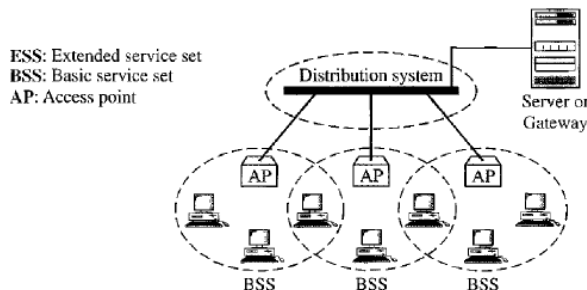 ESS: Extended service set
BSS: Basic service set
AP: Access point
Distribution system
Server or
Gateway
AP
AP
AP
BSS
BSS
BSS